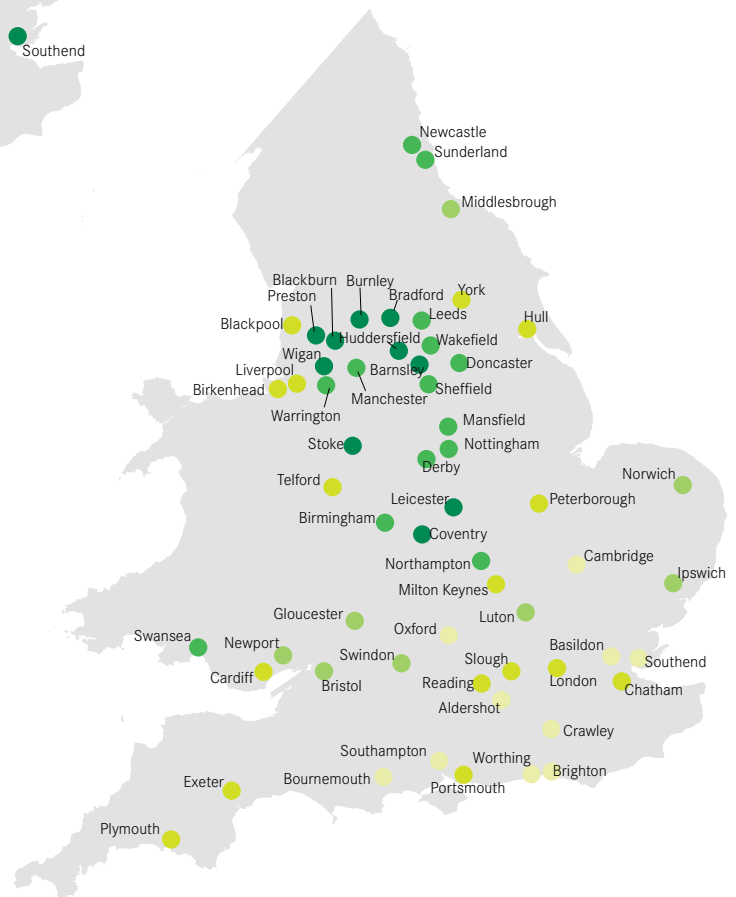 Southend
Newcastle
Sunderland
Middlesbrough
Blackburn
Burnley
Preston
Bradford
York
Leeds
Hull
Blackpool
Huddersfield
Wakefield
Wigan
Liverpool
Barnsley
Doncaster
Birkenhead
Sheffield
Manchester
Warrington
Mansfield
Stoke
Nottingham
Derby
Telford
Norwich
Leicester
Peterborough
Birmingham
Coventry
Cambridge
Northampton
Ipswich
Milton Keynes
Gloucester
Luton
Oxford
Swansea
Newport
Basildon
Swindon
Slough
Southend
Cardiff
Bristol
Reading
London
Chatham
Aldershot
Crawley
Southampton
Worthing
Brighton
Exeter
Bournemouth
Portsmouth
Plymouth